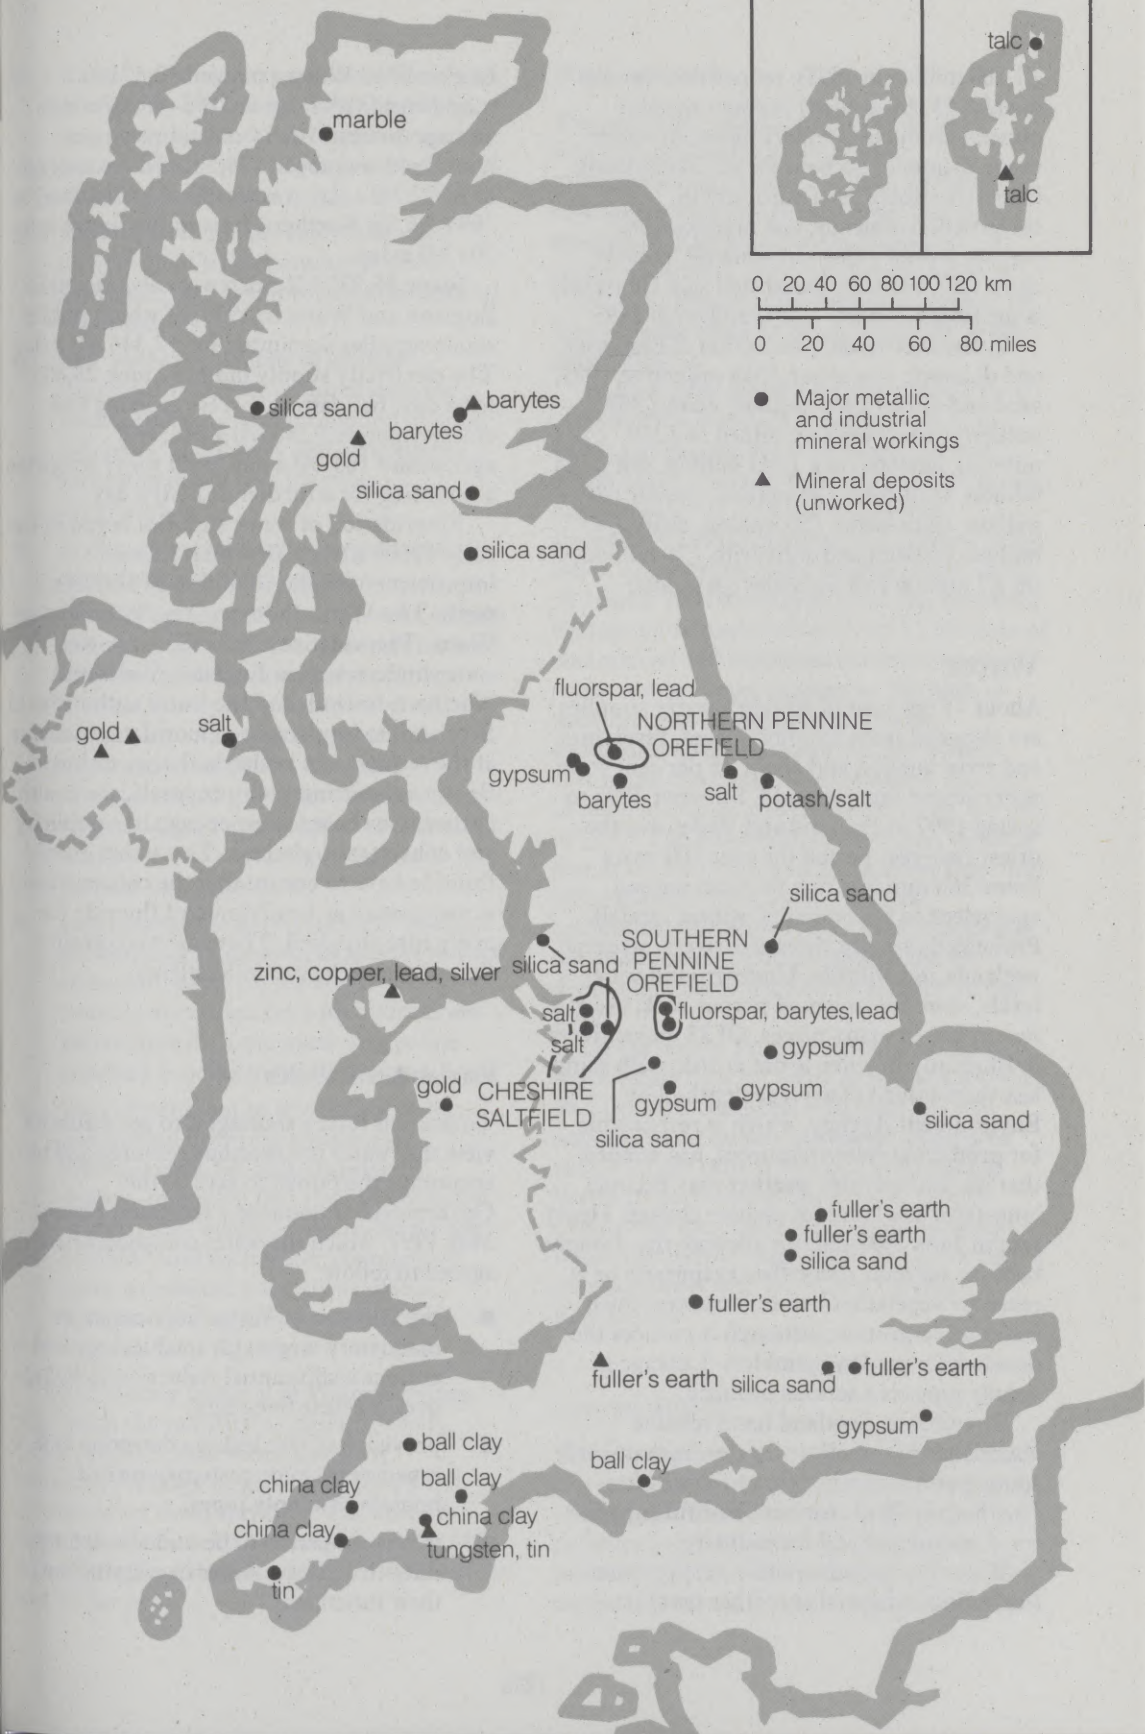 talc
marble
talc
0 20 40 60 80 100 120 km
0 20 40 60 80 miles
Major metallic
and industrial
mineral workings
Mineral deposits
(unworked)
silica sand
barytes
barytes
gold
silica sand
silica sand
fluorspar, lead
NORTHERN PENNINE
OREFIELD
gold
salt
gypsum
barytes
salt
potash/salt
silica sand
SOUTHERN
PENNINE
OREFIELD
zinc, copper, lead, silver
silica sand
salt
fluorspar, barytes, lead
salt
gypsum
gold
CHESHIRE
SALTFIELD
gypsum
gypsum
silica sand
silica sand
fuller's earth
fuller's earth
silica sand
fuller's earth
fuller's earth
silica sand
fuller's earth
gypsum
ball clay
ball clay
ball clay
china clay
china clay
china clay
tungsten, tin
tin